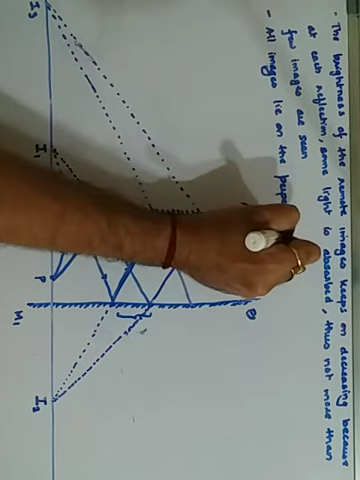 - The brightness of the remote images keeps on decreasing because
at each reflection, some light is absorbed, thus not more than
few images are seen
- All images lie on the perpe
I3
I1
P
M1
B
I2